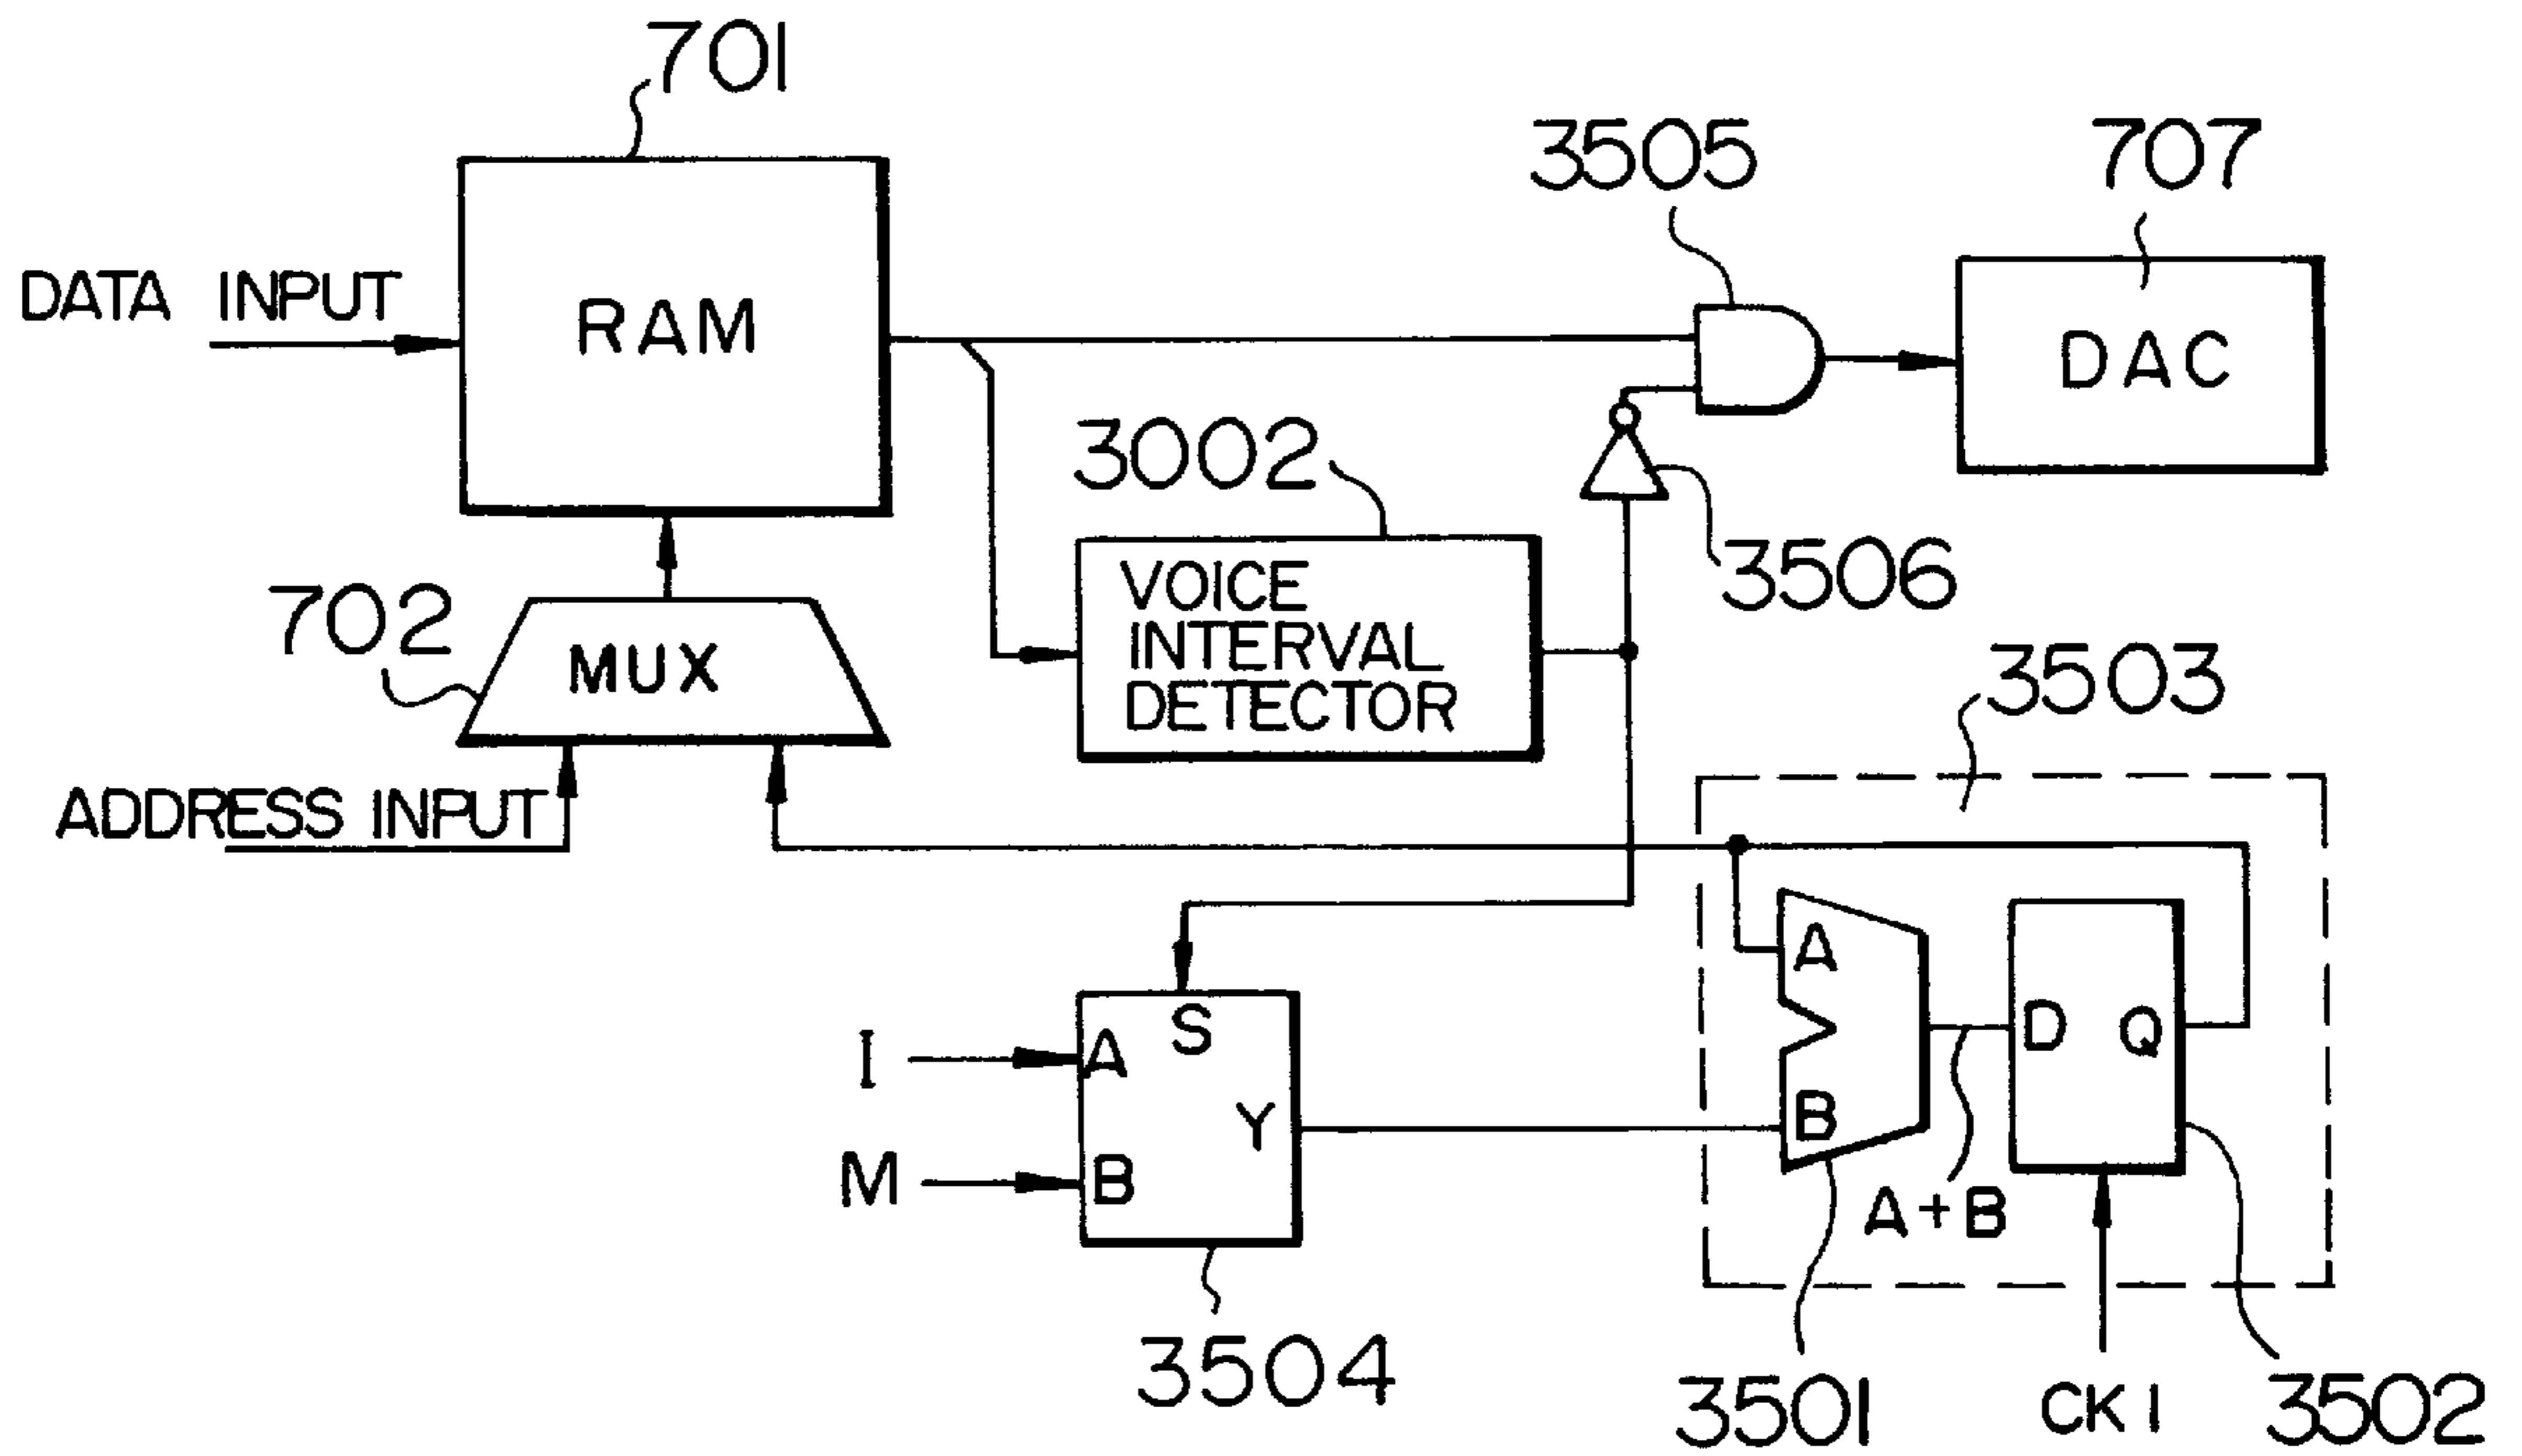 701
3505
707
DATA INPUT
RAM
DAC
3002
3506
VOICE
INTERVAL
DETECTOR
702
MUX
3503
ADDRESS INPUT
A
S
D Q
I
A
Y
B
M
B
A+B
3504
3501
CK1
3502